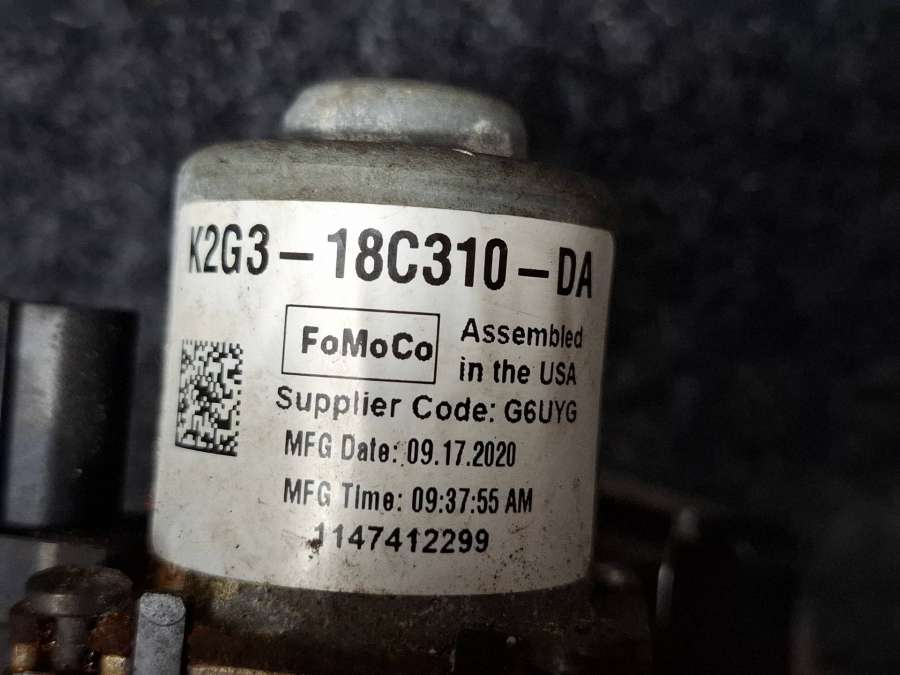 K2G3-18C310-DA
FoMoCo
Assembled
in the USA
Supplier Code: G6UYG
MFG Date: 09.17.2020
MFG Time: 09:37:55 AM
1147412299